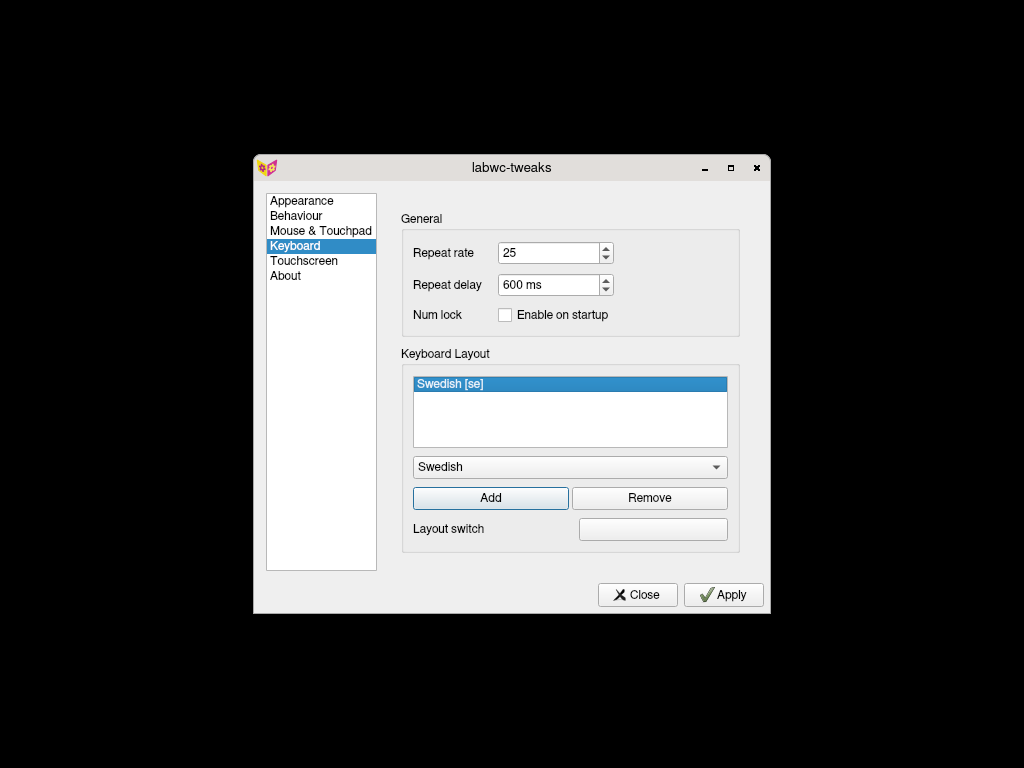 labwc-tweaks
Appearance
Behaviour
Mouse & Touchpad
Keyboard
Touchscreen
About
General
Repeat rate 25
Repeat delay 600 ms
Num lock Enable on startup
Keyboard Layout
Swedish [se]
Swedish
Add Remove
Layout switch
Close Apply